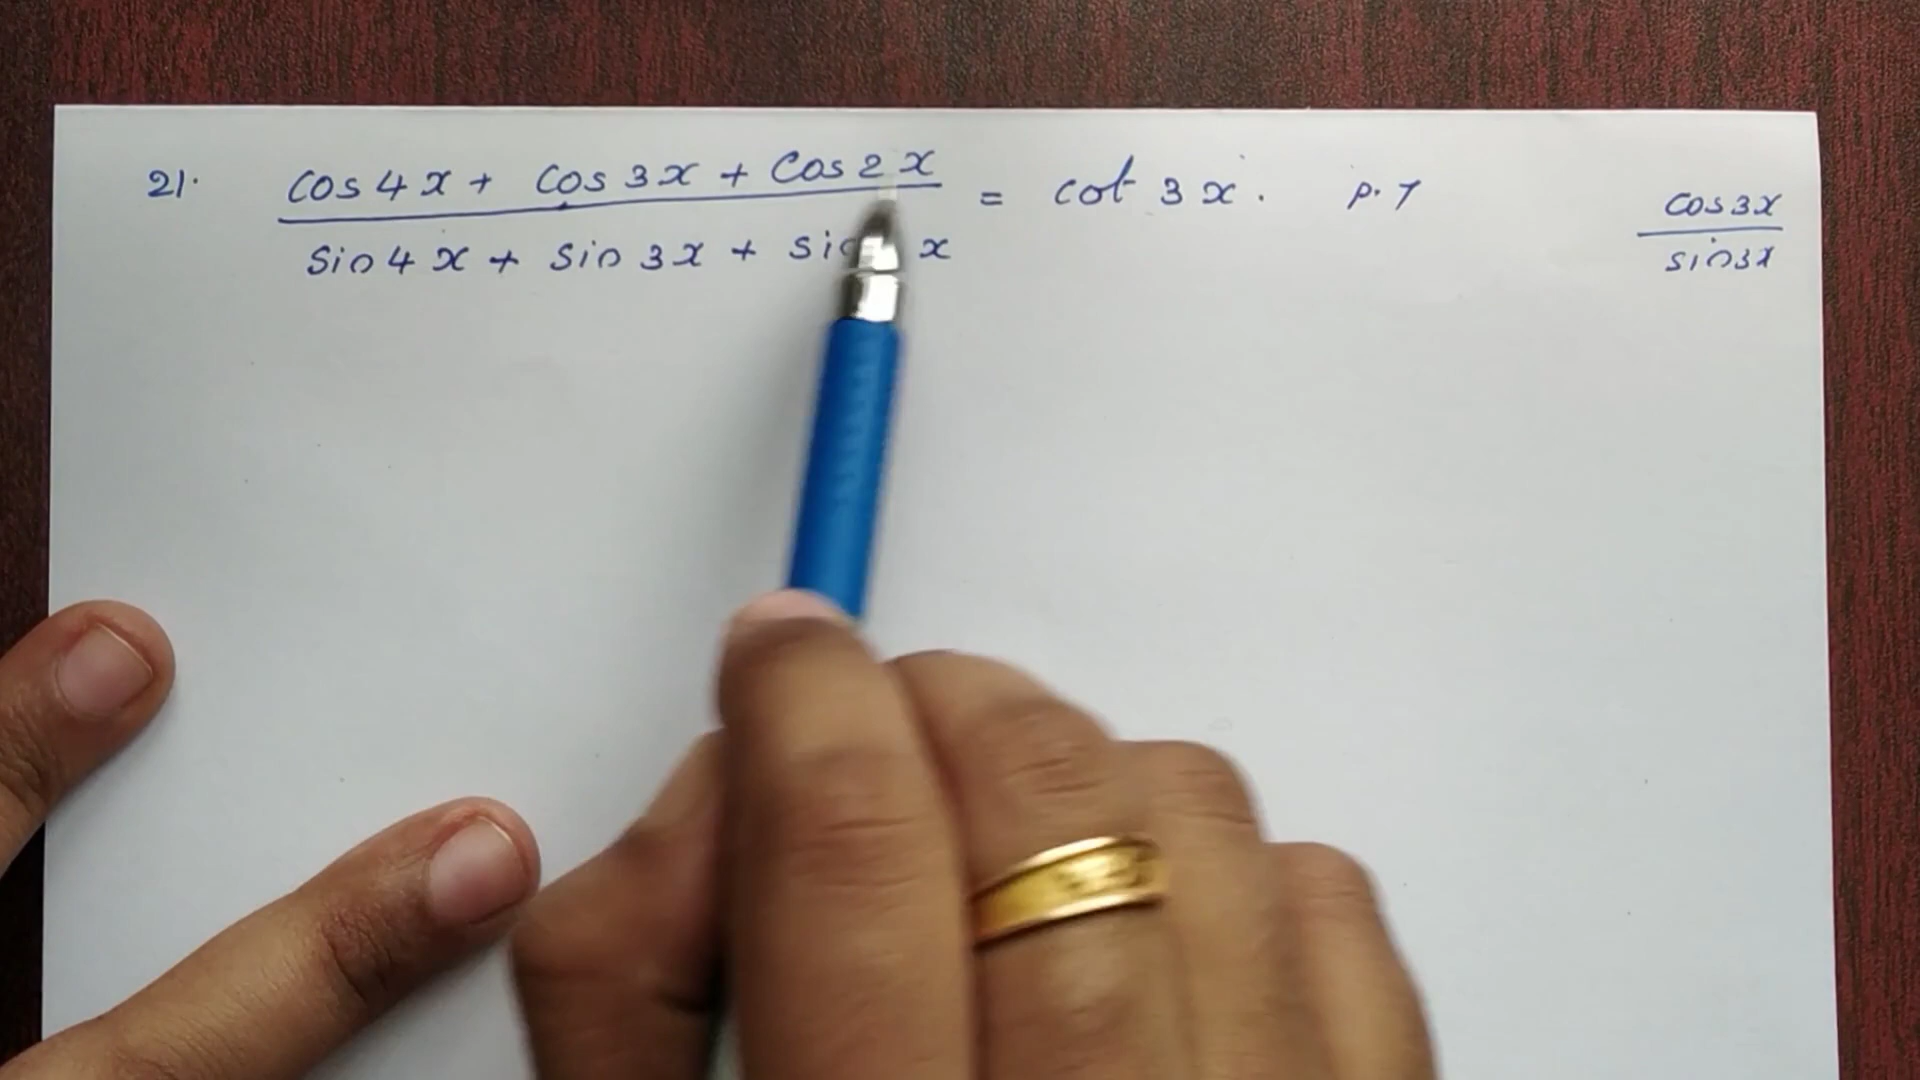 21. cos 4x + cos 3x + cos 2x / sin 4x + sin 3x + si x = cot 3x. P.T
cos 3x / sin 3x